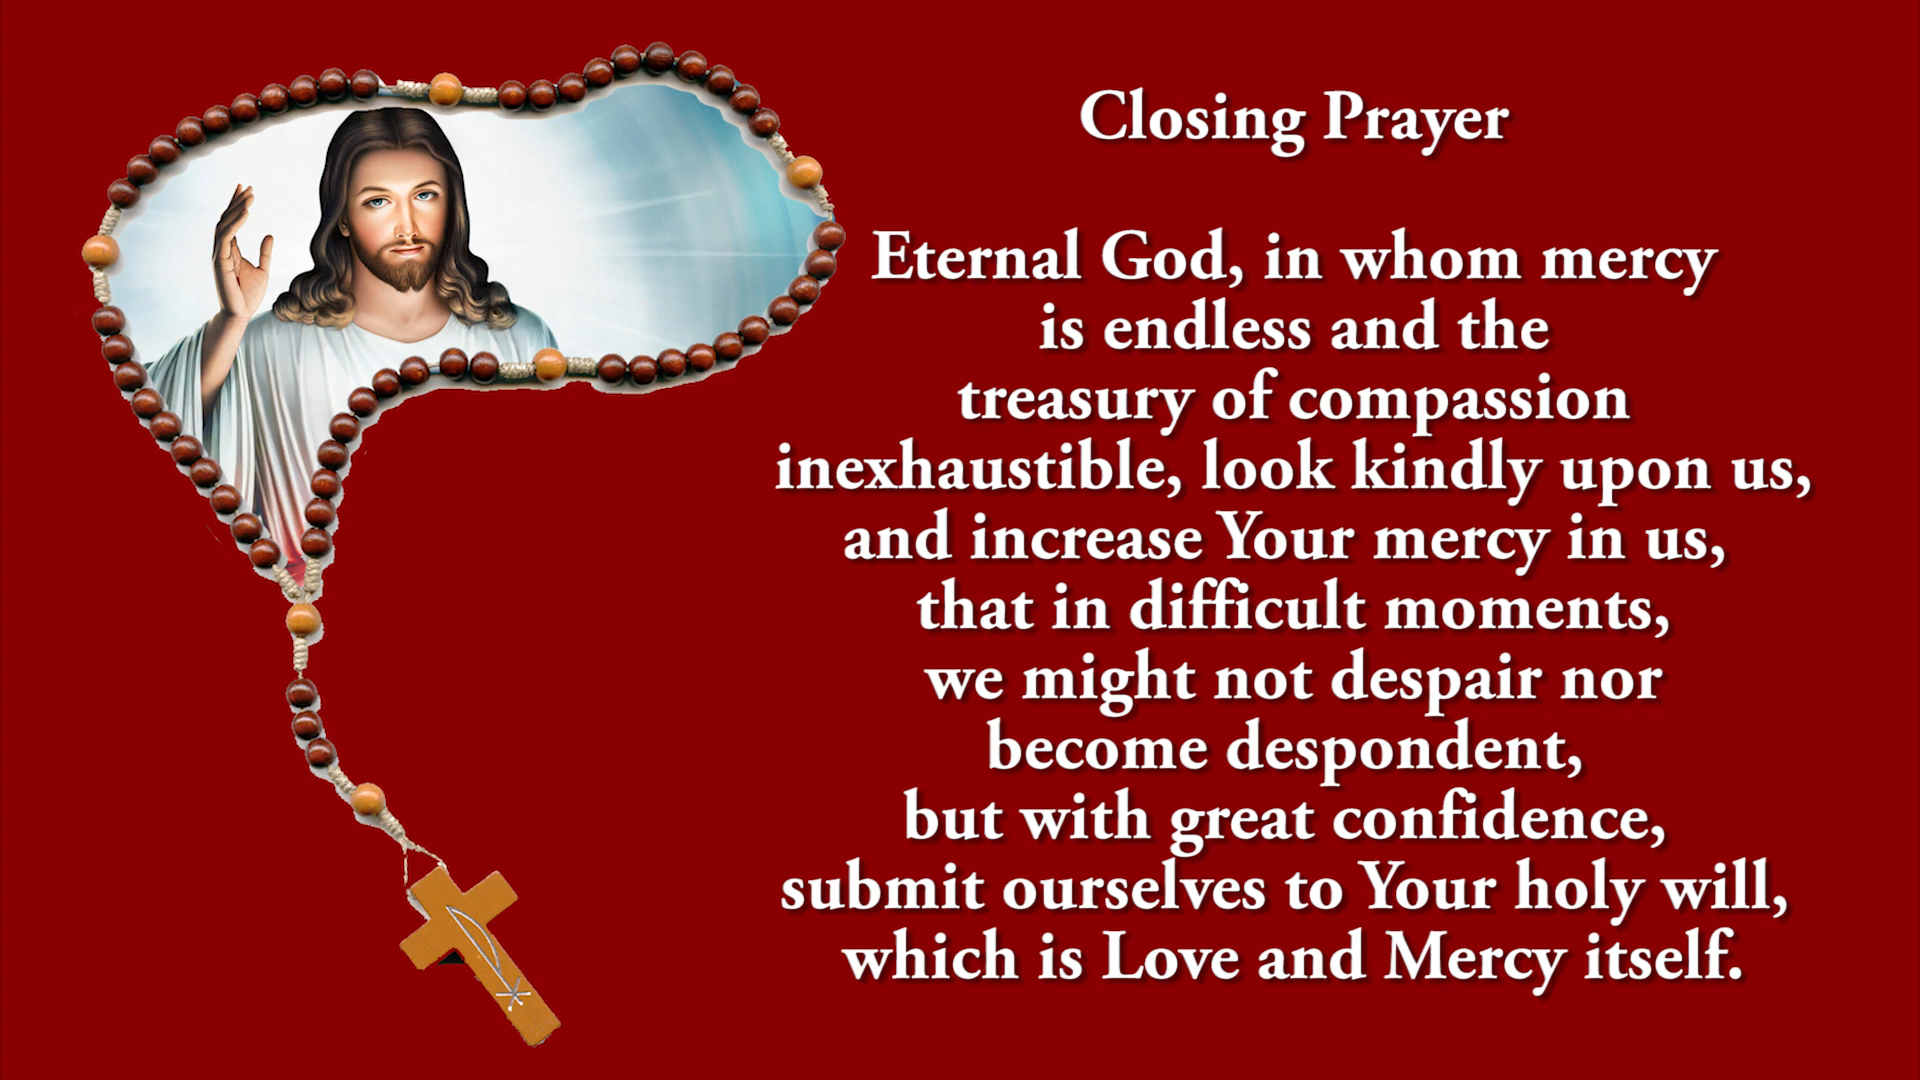 Closing Prayer
Eternal God, in whom mercy
is endless and the
treasury of compassion
inexhaustible, look kindly upon us,
and increase Your mercy in us,
that in difficult moments,
we might not despair nor
become despondent,
but with great confidence,
submit ourselves to Your holy will,
which is Love and Mercy itself.